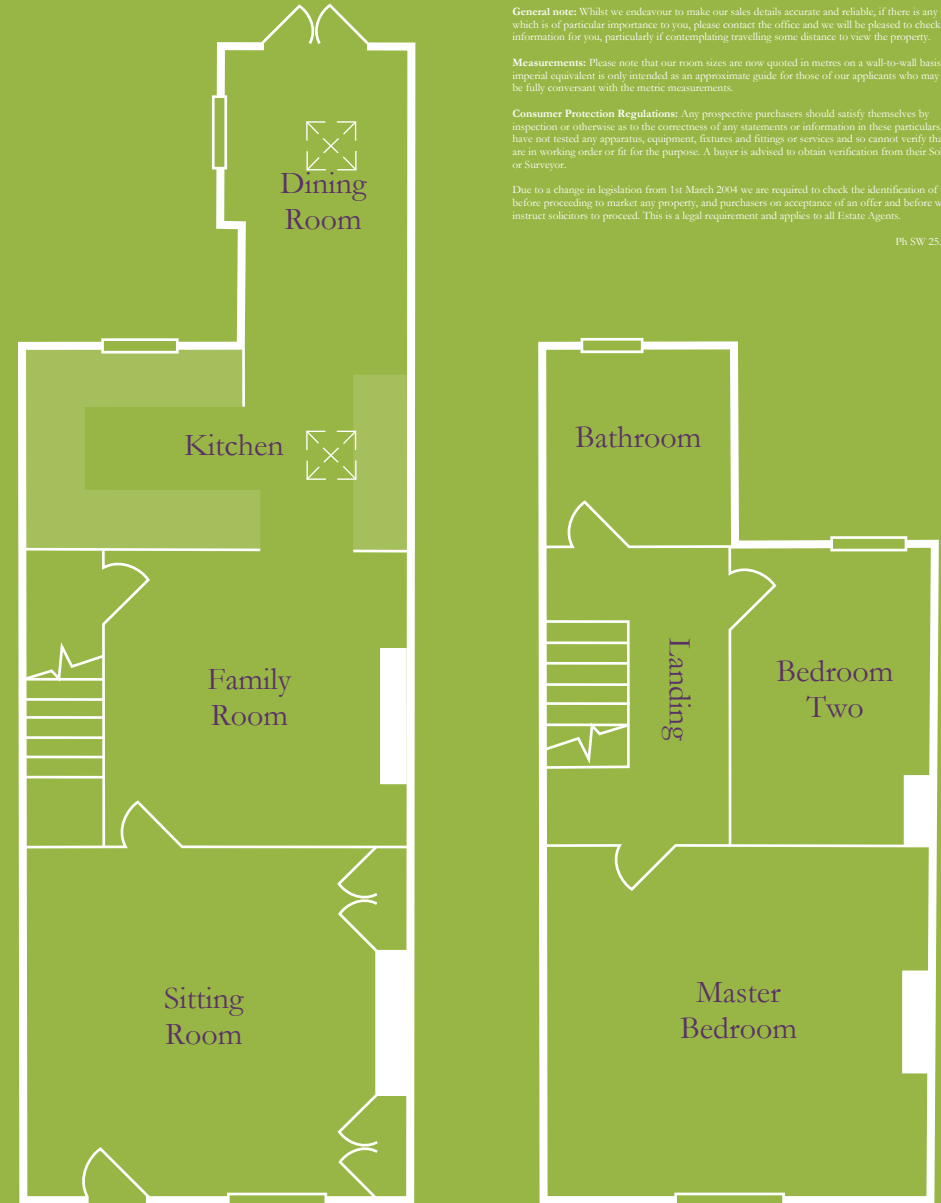 General note: Whilst we endeavour to make our sales details accurate and reliable, if there is any
which is of particular importance to you, please contact the office and we will be pleased to check
information for you, particularly if contemplating travelling some distance to view the property.
Measurements: Please note that our room sizes are now quoted in metres on a wall-to-wall basis
imperial equivalent is only intended as an approximate guide for those of our applicants who may
be fully conversant with the metric measurements.
Consumer Protection Regulations: Any prospective purchasers should satisfy themselves by
inspection or otherwise as to the correctness of any statements or information in these particulars.
have not tested any apparatus, equipment, fixtures and fittings or services and so cannot verify
are in working order or fit for the purpose. A buyer is advised to obtain verification from their
or Surveyor.
Due to a change in legislation from 1st March 2004 we are required to check the identification of
before proceeding to market any property, and purchasers on acceptance of an offer and before
instruct solicitors to proceed. This is a legal requirement and applies to all Estate Agents.
Ph SW 25.
Dining
Room
Kitchen
Family
Room
Sitting
Room
Bathroom
Landing
Bedroom
Two
Master
Bedroom